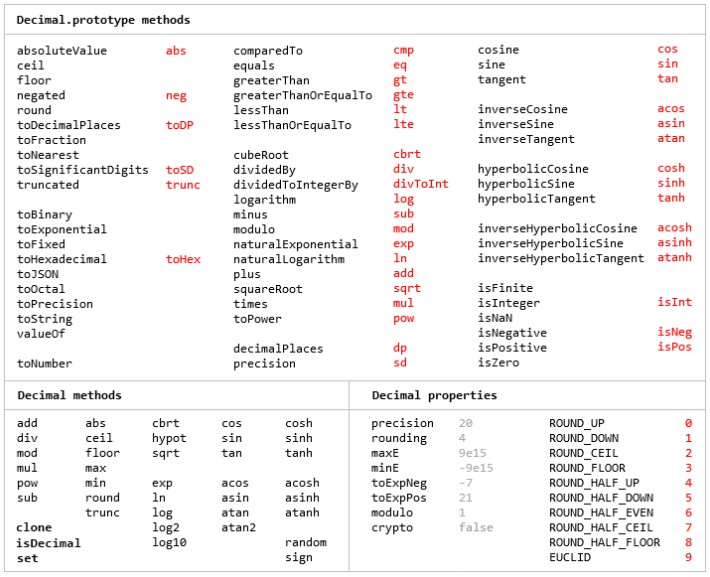 Decimal.prototype methods
absoluteValue abs comparedTo cmp cosine cos
ceil equals eq sine sin
floor greaterThan gt tangent tan
negated neg greaterThanOrEqualTo gte
round lessThan lt inverseCosine acos
toDecimalPlaces toDP lessThanOrEqualTo lte inverseSine asin
toFraction inverseTangent atan
toNearest cubeRoot cbrt
toSignificantDigits toSD dividedBy div hyperbolicCosine cosh
truncated trunc dividedToIntegerBy divToInt hyperbolicSine sinh
logarithm log hyperbolicTangent tanh
toBinary minus sub
toExponential modulo mod inverseHyperbolicCosine acosh
toFixed naturalExponential exp inverseHyperbolicSine asinh
toHexadecimal toHex naturalLogarithm ln inverseHyperbolicTangent atanh
toJSON plus add
toOctal squareRoot sqrt isFinite
toPrecision times mul isInteger isInt
toString toPower pow isNaN
valueOf isNegative isNeg
decimalPlaces dp isPositive isPos
toNumber precision sd isZero
Decimal methods
add abs cbrt cos cosh
div ceil hypot sin sinh
mod floor sqrt tan tanh
mul max
pow min exp acos acosh
sub round ln asin asinh
trunc log atan atanh
clone log2 atan2
isDecimal log10 random
set sign
Decimal properties
precision 20 ROUND_UP 0
rounding 4 ROUND_DOWN 1
maxE 9e15 ROUND_CEIL 2
minE -9e15 ROUND_FLOOR 3
toExpNeg -7 ROUND_HALF_UP 4
toExpPos 21 ROUND_HALF_DOWN 5
modulo 1 ROUND_HALF_EVEN 6
crypto false ROUND_HALF_CEIL 7
ROUND_HALF_FLOOR 8
EUCLID 9